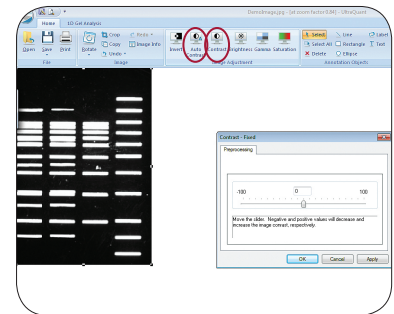 DemoImage.jpg - (at zoom factor 0.84) - UltraQuant
Home 1D Gel Analysis
Open Save Print
File
Rotate Crop Copy Undo Redo Image Info
Image
Invert Auto Contrast Contrast Brightness Gamma Saturation
Image Adjustment
Select Select All Delete Line Rectangle Ellipse Label Text
Annotation Objects
Contrast - Fixed
Preprocessing
-100 0 100
Move the slider. Negative and positive values will decrease and
increase the image contrast, respectively.
OK Cancel Apply